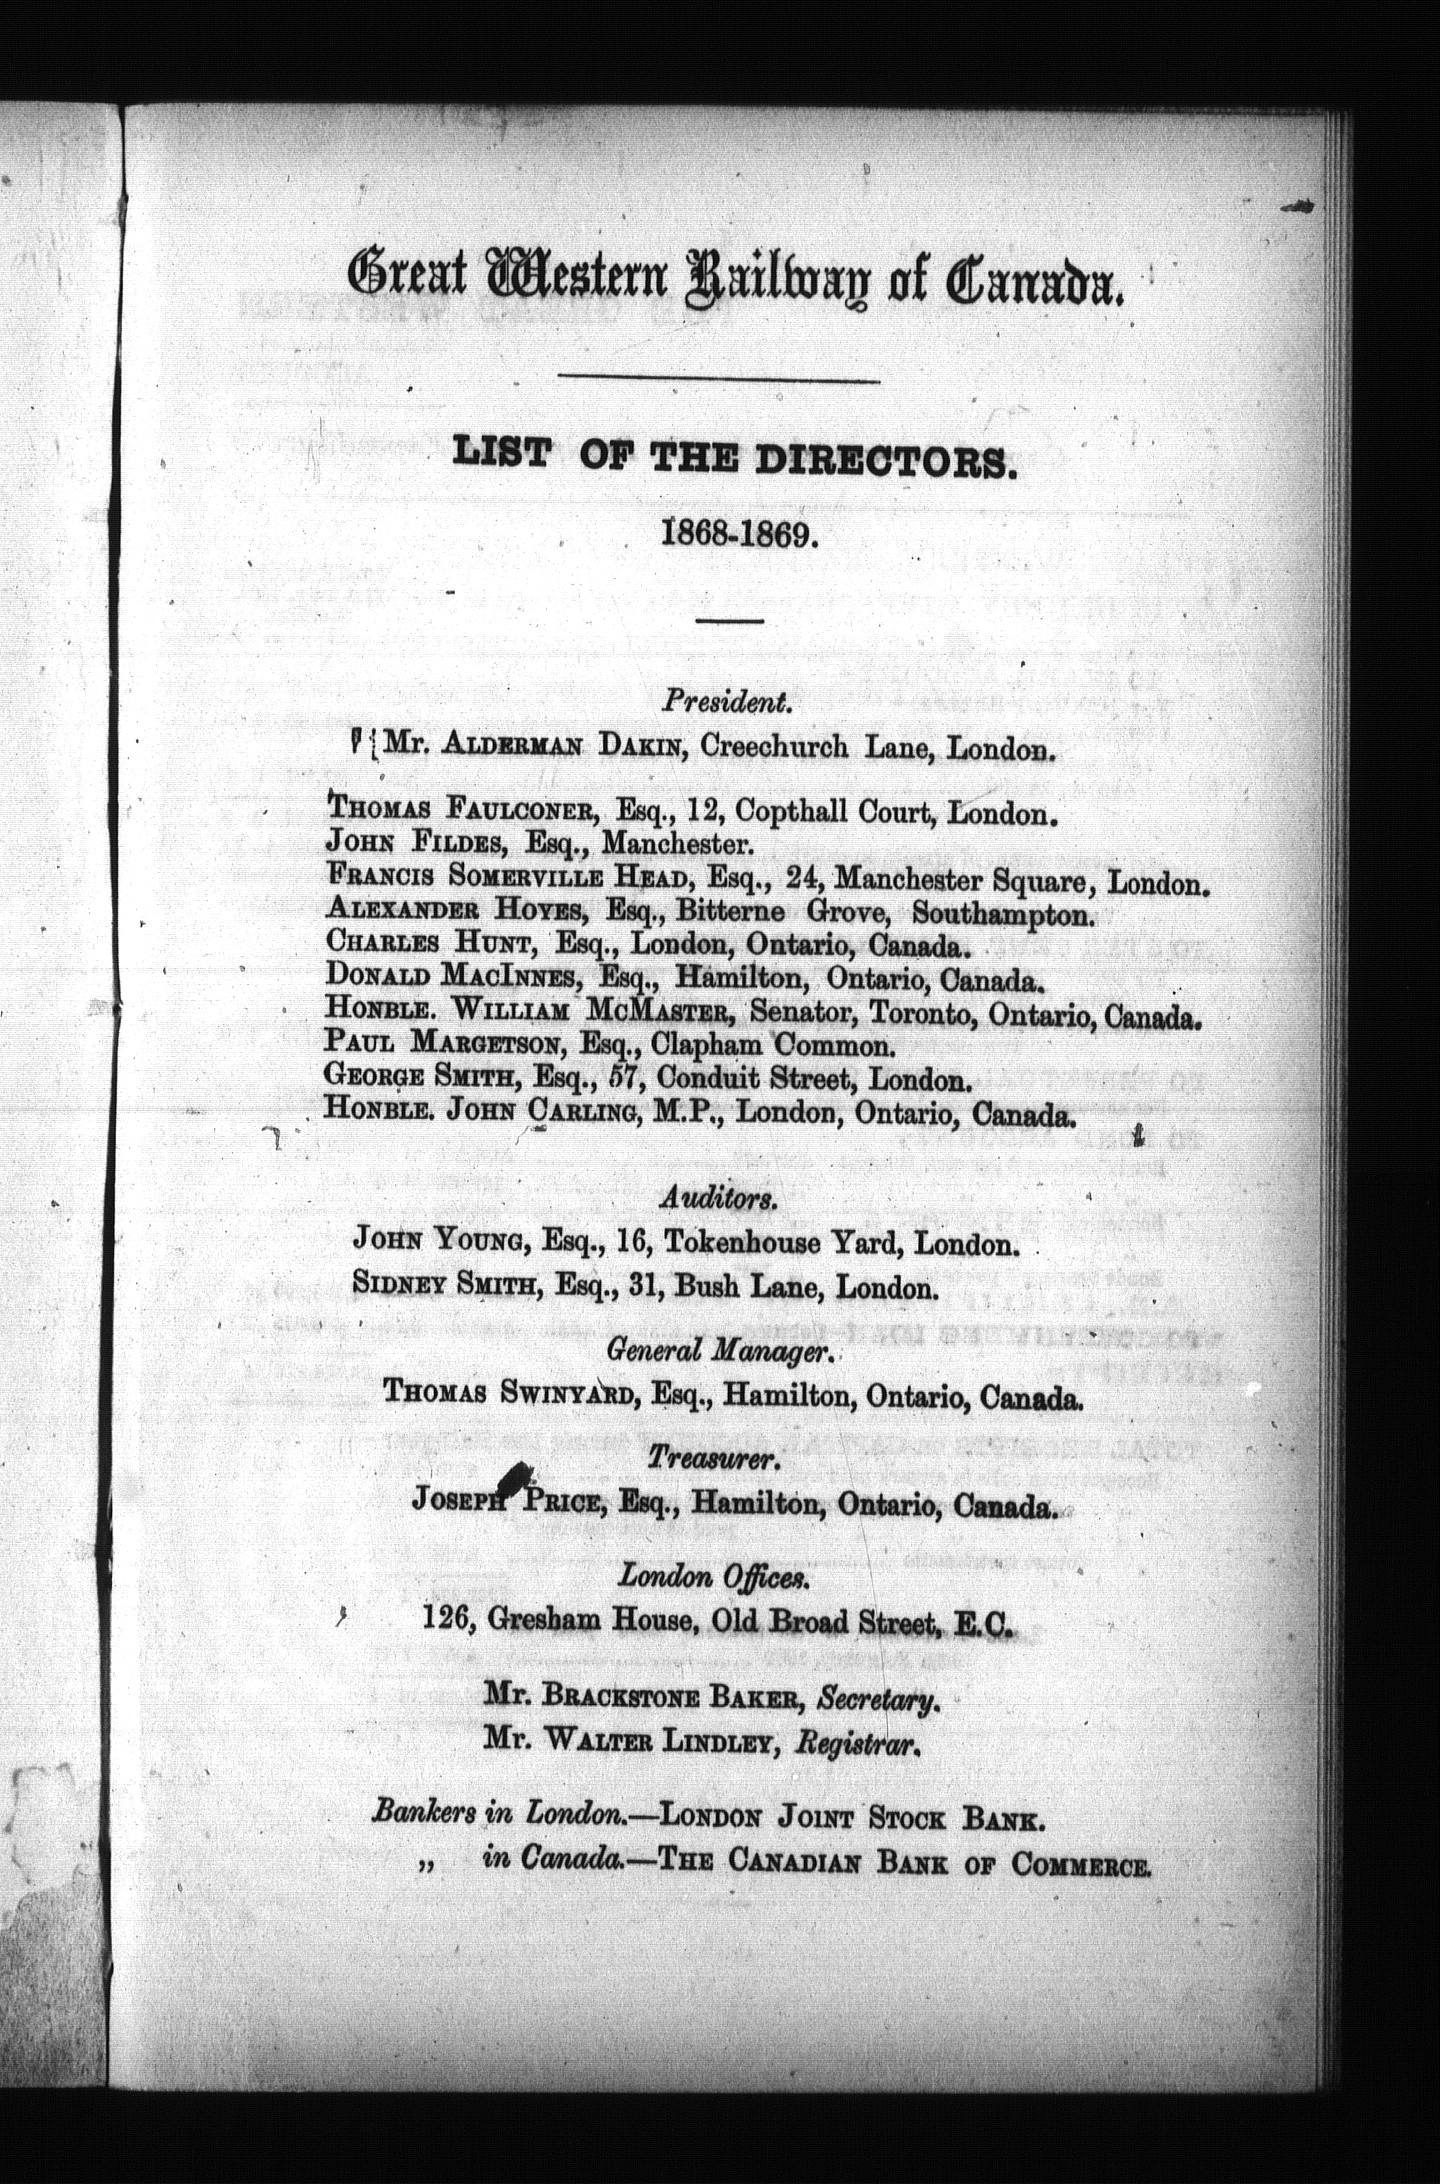 Great Western Railway of Canada.
LIST OF THE DIRECTORS.
1868-1869.
President.
Mr. ALDERMAN DAKIN, Creechurch Lane, London.
THOMAS FAULCONER, Esq., 12, Copthall Court, London.
JOHN FILDES, Esq., Manchester.
FRANCIS SOMERVILLE HEAD, Esq., 24, Manchester Square, London.
ALEXANDER HOYES, Esq., Bitterne Grove, Southampton.
CHARLES HUNT, Esq., London, Ontario, Canada.
DONALD MACINNES, Esq., Hamilton, Ontario, Canada.
HONBLE. WILLIAM MCMASTER, Senator, Toronto, Ontario, Canada.
PAUL MARGETSON, Esq., Clapham Common.
GEORGE SMITH, Esq., 57, Conduit Street, London.
HONBLE. JOHN CARLING, M.P., London, Ontario, Canada.
Auditors.
JOHN YOUNG, Esq., 16, Tokenhouse Yard, London.
SIDNEY SMITH, Esq., 31, Bush Lane, London.
General Manager.
THOMAS SWINYARD, Esq., Hamilton, Ontario, Canada.
Treasurer.
JOSEPH PRICE, Esq., Hamilton, Ontario, Canada.
London Offices.
126, Gresham House, Old Broad Street, E.C.
Mr. BRACKSTONE BAKER, Secretary.
Mr. WALTER LINDLEY, Registrar.
Bankers in London.—LONDON JOINT STOCK BANK.
„ in Canada.—THE CANADIAN BANK OF COMMERCE.